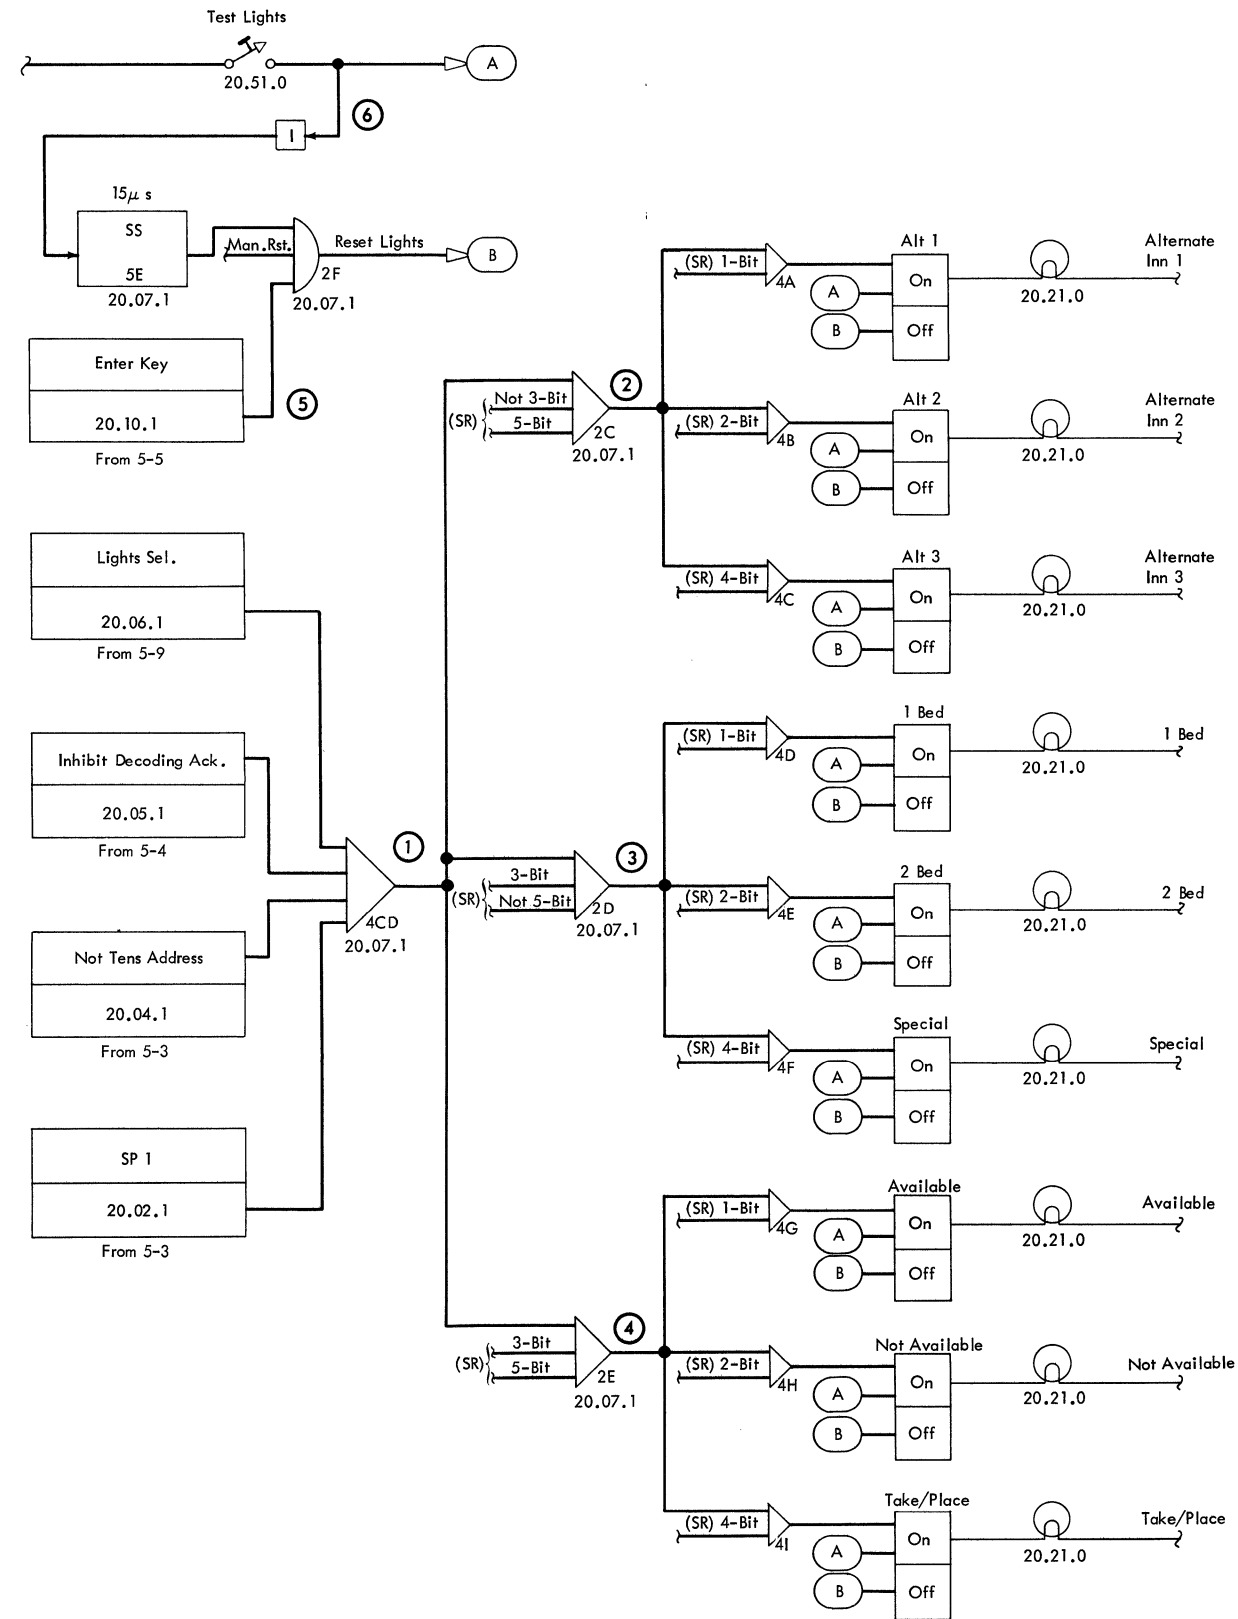 Test Lights
20.51.0
A
6
I
15μ s
SS
5E
20.07.1
Man.Rst.
2F
20.07.1
Reset Lights
B
Enter Key
20.10.1
From 5-5
5
Lights Sel.
20.06.1
From 5-9
Inhibit Decoding Ack.
20.05.1
From 5-4
Not Tens Address
20.04.1
From 5-3
SP 1
20.02.1
From 5-3
4CD
20.07.1
1
(SR)
Not 3-Bit
5-Bit
2C
20.07.1
2
(SR)
3-Bit
Not 5-Bit
2D
20.07.1
3
(SR)
3-Bit
5-Bit
2E
20.07.1
4
(SR) 1-Bit
4A
Alt 1
A
On
B
Off
20.21.0
Alternate
Inn 1
(SR) 2-Bit
4B
Alt 2
A
On
B
Off
20.21.0
Alternate
Inn 2
(SR) 4-Bit
4C
Alt 3
A
On
B
Off
20.21.0
Alternate
Inn 3
(SR) 1-Bit
4D
1 Bed
A
On
B
Off
20.21.0
1 Bed
(SR) 2-Bit
4E
2 Bed
A
On
B
Off
20.21.0
2 Bed
(SR) 4-Bit
4F
Special
A
On
B
Off
20.21.0
Special
(SR) 1-Bit
4G
Available
A
On
B
Off
20.21.0
Available
(SR) 2-Bit
4H
Not Available
A
On
B
Off
20.21.0
Not Available
(SR) 4-Bit
4I
Take/Place
A
On
B
Off
20.21.0
Take/Place